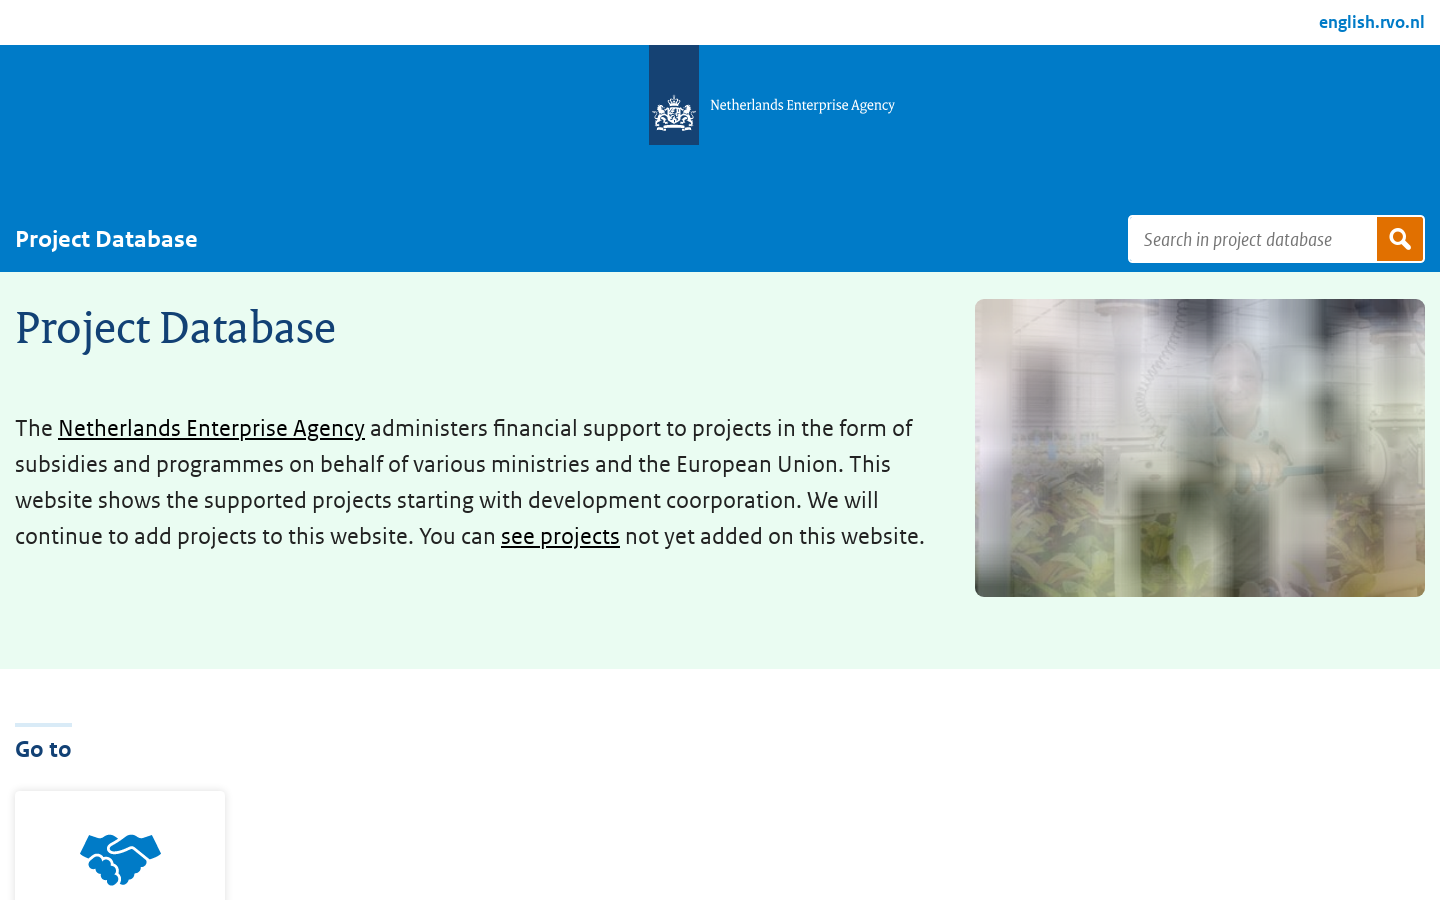 english.rvo.nl
Netherlands Enterprise Agency
Project Database
Search in project database
Project Database
The Netherlands Enterprise Agency administers financial support to projects in the form of
subsidies and programmes on behalf of various ministries and the European Union. This
website shows the supported projects starting with development coorporation. We will
continue to add projects to this website. You can see projects not yet added on this website.
Go to